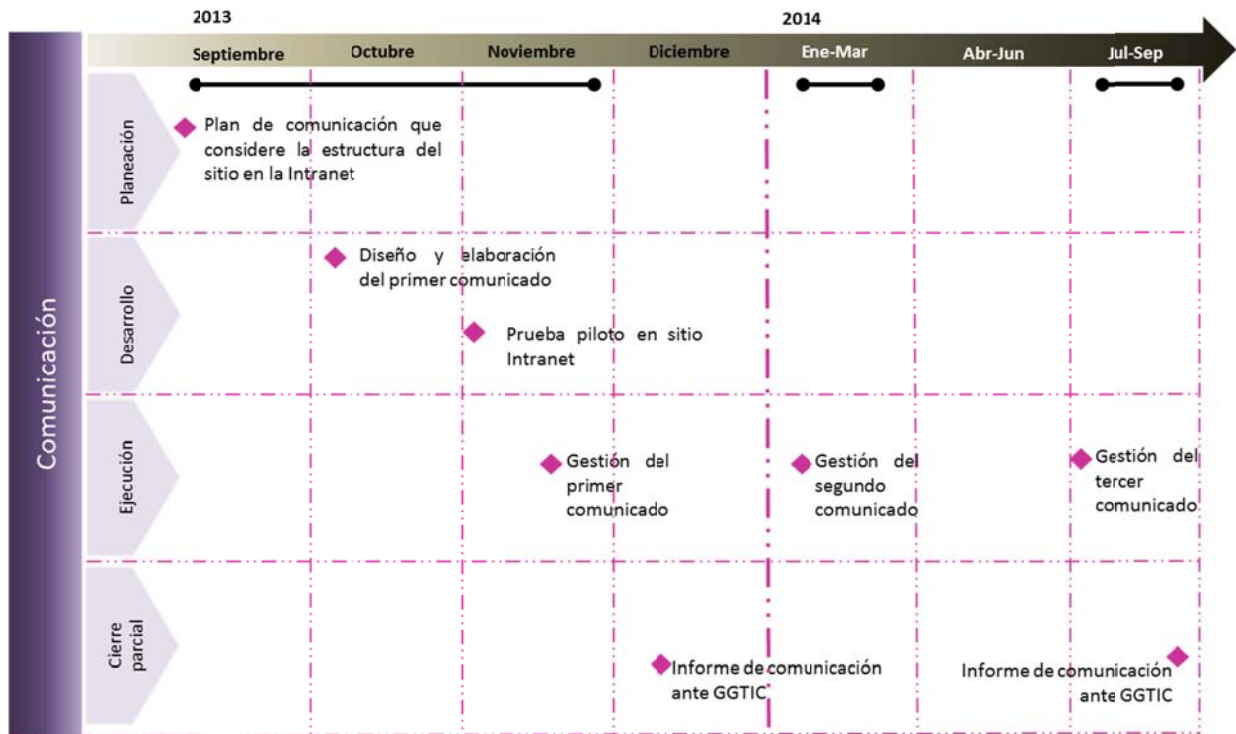 2013
2014
Septiembre
Octubre
Noviembre
Diciembre
Ene-Mar
Abr-Jun
Jul-Sep
Comunicación
Planeación
Plan de comunicación que
considere la estructura del
sitio en la Intranet
Desarrollo
Diseño y elaboración
del primer comunicado
Prueba piloto en sitio
Intranet
Ejecución
Gestión del
primer
comunicado
Gestión del
segundo
comunicado
Gestión del
tercer
comunicado
Cierre
parcial
Informe de comunicación
ante GGTIC
Informe de comunicación
ante GGTIC